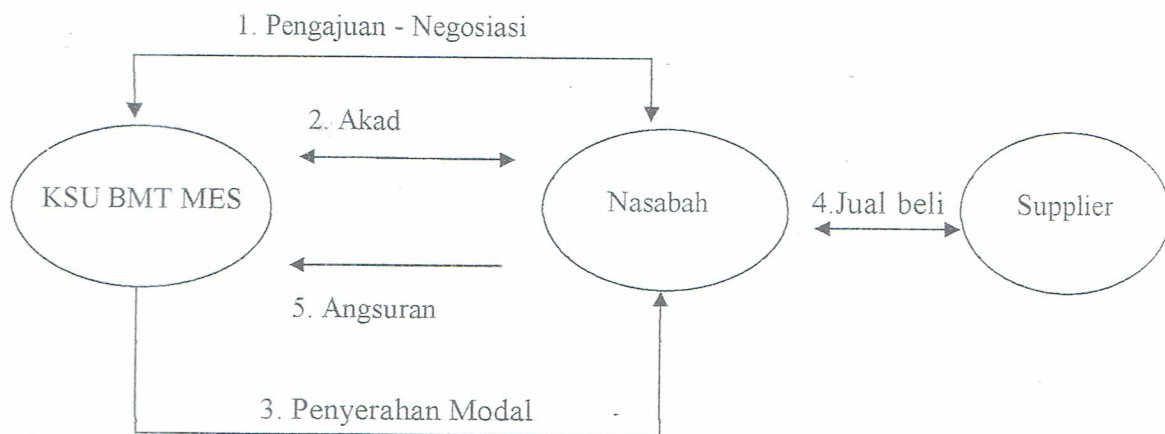 1. Pengajuan - Negosiasi
2. Akad
KSU BMT MES
Nasabah
4.Jual beli
Supplier
5. Angsuran
3. Penyerahan Modal